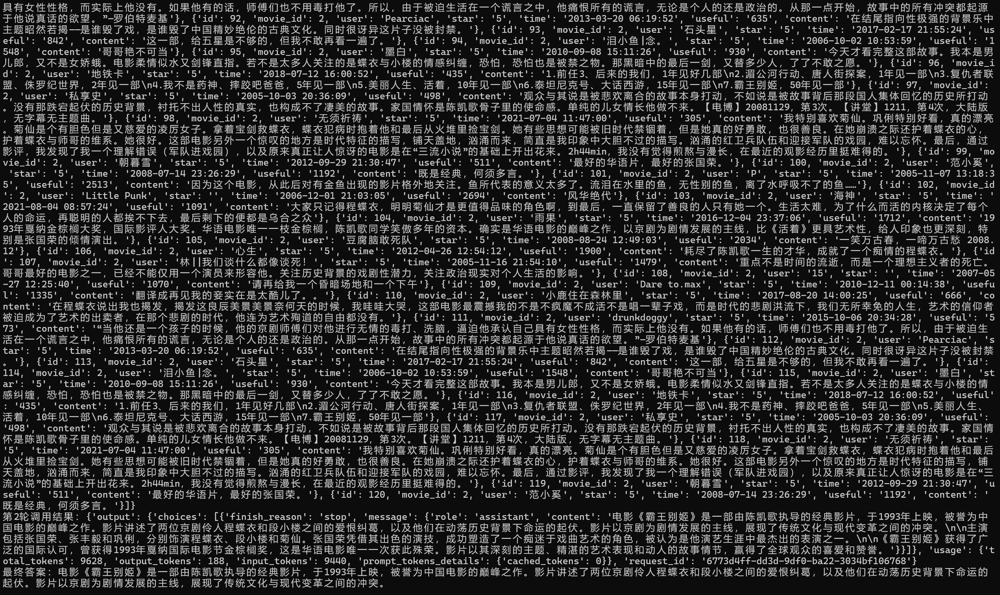 具有女性性格，而实际上他没有。如果他有的话，师傅们也不用毒打他了。所以，由于被迫生活在一个谎言之中，他痛恨所有的谎言，无论是个人的还是政治的。从那一点开始，故事中的所有冲突都起源
于他说真话的欲望。”—罗伯特麦基'}, {'id': 92, 'movie_id': 2, 'user': 'Pearciac', 'star': '5', 'time': '2013-03-20 06:19:52', 'useful': '635', 'content': '在结尾指向性极强的背景乐中
主题昭然若揭——是谁毁了戏，是谁毁了中国精妙绝伦的古典文化。同时很讶异这片子没被封禁。'}, {'id': 93, 'movie_id': 2, 'user': '石头星', 'star': '5', 'time': '2017-02-17 21:55:24', 'us
eful': '842', 'content': '这一部，给五星是不够的，但我不敢再看一遍了。'}, {'id': 94, 'movie_id': 2, 'user': '泪小鱼|念。', 'star': '5', 'time': '2006-10-02 10:53:59', 'useful': '1
548', 'content': '哥哥艳不可当'}, {'id': 95, 'movie_id': 2, 'user': '墨白', 'star': '5', 'time': '2010-09-08 15:11:26', 'useful': '930', 'content': '今天才看完整这部故事。我本是男
儿郎，又不是女娇蛾。电影柔情似水又剑锋直指。若不是太多人关注的是蝶衣与小楼的情感纠缠，恐怕，恐怕也是被禁之物。那黑暗中的最后一剑，又替多少人，了了不敢之愿。'}, {'id': 96, 'movie_i
d': 2, 'user': '地铁卡', 'star': '5', 'time': '2018-07-12 16:00:52', 'useful': '435', 'content': '1.前任3、后来的我们，1年见好几部\n2.湄公河行动、唐人街探案，1年见一部\n3.复仇者联
盟、侏罗纪世界，2年见一部\n4.我不是药神、摔跤吧爸爸，5年见一部\n5.美丽人生、活着，10年见一部\n6.泰坦尼克号、大话西游，15年见一部\n7.霸王别姬，50年见一部'}, {'id': 97, 'movie_id':
2, 'user': '私享史', 'star': '5', 'time': '2005-10-03 20:36:09', 'useful': '498', 'content': '观众与其说是被悲欢离合的故事本身打动，不如说是被故事背后那段国人集体回忆的历史所打动
。没有那跌宕起伏的历史背景，衬托不出人性的真实，也构成不了凄美的故事。家国情怀是陈凯歌骨子里的使命感。单纯的儿女情长他做不来。【电博】20081129，第3次。【讲堂】1211，第4次，大陆版
，无字幕无主题曲。'}, {'id': 98, 'movie_id': 2, 'user': '无须祈祷', 'star': '5', 'time': '2021-07-04 11:47:00', 'useful': '305', 'content': '我特别喜欢菊仙。巩俐特别好看，真的漂亮
。菊仙是个有胆色但是又慈爱的凌厉女子。拿着宝剑救蝶衣，蝶衣犯病时抱着他和最后从火堆里捡宝剑。她有些思想可能被旧时代禁锢着，但是她真的好勇敢，也很善良。在她崩溃之际还护着蝶衣的心，
护着蝶衣与师哥的维系。她很好。这部电影另外一个惊叹的地方是时代特征的描写，铺天盖地，汹涌而来，简直是我印象中大胆不过的描写。汹涌的红卫兵队伍和迎接军队的戏园，难以忘怀。最后，通过
影评，我发现了我一个理解错误（军队进戏园），以及原来真正让人惊讶的电影是在“三流小说”的基础上开出花来。2h44min，我没有觉得煎熬与漫长，在最近的观影经历里挺难得的。'}, {'id': 99, 'mo
vie_id': 2, 'user': '朝暮雪', 'star': '5', 'time': '2012-09-29 21:30:47', 'useful': '511', 'content': '最好的华语片，最好的张国荣。'}, {'id': 100, 'movie_id': 2, 'user': '范小奚',
'star': '5', 'time': '2008-07-14 23:26:29', 'useful': '1192', 'content': '既是经典，何须多言。'}, {'id': 101, 'movie_id': 2, 'user': 'P', 'star': '5', 'time': '2005-11-07 13:18:3
5', 'useful': '2513', 'content': '因为这个电影，从此后对有金鱼出现的影片格外地关注。鱼所代表的意义太多了。流泪在水里的鱼，无性别的鱼，离了水呼吸不了的鱼……'}, {'id': 102, 'movie_id
': 2, 'user': 'Little Punk', 'star': '', 'time': '2006-12-01 21:03:05', 'useful': '2694', 'content': '风华绝代'}, {'id': 103, 'movie_id': 2, 'user': '海神', 'star': '5', 'time': '
2021-08-04 08:57:24', 'useful': '1091', 'content': '大家只记得程蝶衣，明明菊仙才是更值得品味的角色啊，到最后，一直保留了善良的人只有她一个。生活太难，为了什么而活的内核决定了每个
人的命运，再聪明的人都挨不下去，最后剩下的便都是乌合之众'}, {'id': 104, 'movie_id': 2, 'user': '雨果', 'star': '5', 'time': '2016-12-04 23:37:06', 'useful': '1712', 'content': '19
93年戛纳金棕榈大奖，国际影评人大奖。华语电影唯一一枝金棕榈，陈凯歌同学笑傲多年的资本。确实是华语电影的巅峰之作，以京剧为剧情发展的主线，比《活着》更具艺术性，给人印象也更深刻，特
别是张国荣的倾情演出。'}, {'id': 105, 'movie_id': 2, 'user': '豆腐脑敢死队', 'star': '5', 'time': '2008-08-24 12:49:03', 'useful': '2034', 'content': '一笑万古春，一啼万古愁 2008.
12'}, {'id': 106, 'movie_id': 2, 'user': '心生', 'star': '5', 'time': '2012-04-26 12:54:12', 'useful': '1900', 'content': '耗尽了陈凯歌一生的才华，成就了一个痴情的程蝶衣。'}, {'id
': 107, 'movie_id': 2, 'user': '林||我们谈什么都像谈死！', 'star': '5', 'time': '2005-11-16 21:54:10', 'useful': '1479', 'content': '重点不是时间的流逝，而是一个理想主义者的死亡。
哥哥最好的电影之一，已经不能仅用一个演员来形容他。关注历史背景的戏剧性潜力，关注政治现实对个人生活的影响。'}, {'id': 108, 'movie_id': 2, 'user': '15', 'star': '', 'time': '2007-05
-27 12:25:40', 'useful': '1070', 'content': '请再给我一个昏暗场地和一个下午'}, {'id': 109, 'movie_id': 2, 'user': 'Dare to.max', 'star': '5', 'time': '2010-12-11 00:14:38', 'usefu
l': '1335', 'content': '翻译成再见我的妾实在是太酷儿了。。'}, {'id': 110, 'movie_id': 2, 'user': '小鹿住在森林里', 'star': '5', 'time': '2017-08-20 14:00:25', 'useful': '666', 'co
ntent': '在程蝶衣说出我也揭发，揭发这良辰美景美景奈何天的时候，我哇哇大哭，这部电影最震撼我的不是不疯魔不成活不是唱一辈子戏，而是时代的悲剧洪流下，我们无所幸免的人生，艺术的信仰者
被迫成为了艺术的出卖者，在那个悲剧的时代，他连为艺术殉道的自由都没有。'}, {'id': 111, 'movie_id': 2, 'user': 'drunkdoggy', 'star': '5', 'time': '2015-10-06 20:34:28', 'useful': '5
73', 'content': '“当他还是一个孩子的时候，他的京剧师傅们对他进行无情的毒打、洗脑，逼迫他承认自己具有女性性格，而实际上他没有。如果他有的话，师傅们也不用毒打他了。所以，由于被迫生
活在一个谎言之中，他痛恨所有的谎言，无论是个人的还是政治的。从那一点开始，故事中的所有冲突都起源于他说真话的欲望。”—罗伯特麦基'}, {'id': 112, 'movie_id': 2, 'user': 'Pearciac', 's
tar': '5', 'time': '2013-03-20 06:19:52', 'useful': '635', 'content': '在结尾指向性极强的背景乐中主题昭然若揭——是谁毁了戏，是谁毁了中国精妙绝伦的古典文化。同时很讶异这片子没被封禁
。'}, {'id': 113, 'movie_id': 2, 'user': '石头星', 'star': '5', 'time': '2017-02-17 21:55:24', 'useful': '842', 'content': '这一部，给五星是不够的，但我不敢再看一遍了。'}, {'id':
114, 'movie_id': 2, 'user': '泪小鱼|念。', 'star': '5', 'time': '2006-10-02 10:53:59', 'useful': '1548', 'content': '哥哥艳不可当'}, {'id': 115, 'movie_id': 2, 'user': '墨白', 'st
ar': '5', 'time': '2010-09-08 15:11:26', 'useful': '930', 'content': '今天才看完整这部故事。我本是男儿郎，又不是女娇蛾。电影柔情似水又剑锋直指。若不是太多人关注的是蝶衣与小楼的情
感纠缠，恐怕，恐怕也是被禁之物。那黑暗中的最后一剑，又替多少人，了了不敢之愿。'}, {'id': 116, 'movie_id': 2, 'user': '地铁卡', 'star': '5', 'time': '2018-07-12 16:00:52', 'useful'
: '435', 'content': '1.前任3、后来的我们，1年见好几部\n2.湄公河行动、唐人街探案，1年见一部\n3.复仇者联盟、侏罗纪世界，2年见一部\n4.我不是药神、摔跤吧爸爸，5年见一部\n5.美丽人生、
活着，10年见一部\n6.泰坦尼克号、大话西游，15年见一部\n7.霸王别姬，50年见一部'}, {'id': 117, 'movie_id': 2, 'user': '私享史', 'star': '5', 'time': '2005-10-03 20:36:09', 'useful':
'498', 'content': '观众与其说是被悲欢离合的故事本身打动，不如说是被故事背后那段国人集体回忆的历史所打动。没有那跌宕起伏的历史背景，衬托不出人性的真实，也构成不了凄美的故事。家国情
怀是陈凯歌骨子里的使命感。单纯的儿女情长他做不来。【电博】20081129，第3次。【讲堂】1211，第4次，大陆版，无字幕无主题曲。'}, {'id': 118, 'movie_id': 2, 'user': '无须祈祷', 'star':
'5', 'time': '2021-07-04 11:47:00', 'useful': '305', 'content': '我特别喜欢菊仙。巩俐特别好看，真的漂亮。菊仙是个有胆色但是又慈爱的凌厉女子。拿着宝剑救蝶衣，蝶衣犯病时抱着他和最后
从火堆里捡宝剑。她有些思想可能被旧时代禁锢着，但是她真的好勇敢，也很善良。在她崩溃之际还护着蝶衣的心，护着蝶衣与师哥的维系。她很好。这部电影另外一个惊叹的地方是时代特征的描写，铺
天盖地，汹涌而来，简直是我印象中大胆不过的描写。汹涌的红卫兵队伍和迎接军队的戏园，难以忘怀。最后，通过影评，我发现了我一个理解错误（军队进戏园），以及原来真正让人惊讶的电影是在“三
流小说”的基础上开出花来。2h44min，我没有觉得煎熬与漫长，在最近的观影经历里挺难得的。'}, {'id': 119, 'movie_id': 2, 'user': '朝暮雪', 'star': '5', 'time': '2012-09-29 21:30:47', 'u
seful': '511', 'content': '最好的华语片，最好的张国荣。'}, {'id': 120, 'movie_id': 2, 'user': '范小奚', 'star': '5', 'time': '2008-07-14 23:26:29', 'useful': '1192', 'content': '
既是经典，何须多言。'}]}
第2轮调用结果：{'output': {'choices': [{'finish_reason': 'stop', 'message': {'role': 'assistant', 'content': '电影《霸王别姬》是一部由陈凯歌执导的经典影片，于1993年上映，被誉为中
国电影的巅峰之作。影片讲述了两位京剧伶人程蝶衣和段小楼之间的爱恨纠葛，以及他们在动荡历史背景下命运的起伏。影片以京剧为剧情发展的主线，展现了传统文化与现代变革之间的冲突。\n\n主演
包括张国荣、张丰毅和巩俐，分别饰演程蝶衣、段小楼和菊仙。张国荣凭借其出色的演技，成功塑造了一个痴迷于戏曲艺术的角色，被认为是他演艺生涯中最杰出的表演之一。\n\n《霸王别姬》获得了广
泛的国际认可，曾获得1993年戛纳国际电影节金棕榈奖，这是华语电影唯一一次获此殊荣。影片以其深刻的主题、精湛的艺术表现和动人的故事情节，赢得了全球观众的喜爱和赞誉。'}}]}, 'usage': {'t
otal_tokens': 9628, 'output_tokens': 188, 'input_tokens': 9440, 'prompt_tokens_details': {'cached_tokens': 0}}, 'request_id': '6773d4ff-dd3d-9df0-ba22-3034bf106768'}
最终答案：电影《霸王别姬》是一部由陈凯歌执导的经典影片，于1993年上映，被誉为中国电影的巅峰之作。影片讲述了两位京剧伶人程蝶衣和段小楼之间的爱恨纠葛，以及他们在动荡历史背景下命运的
起伏。影片以京剧为剧情发展的主线，展现了传统文化与现代变革之间的冲突。